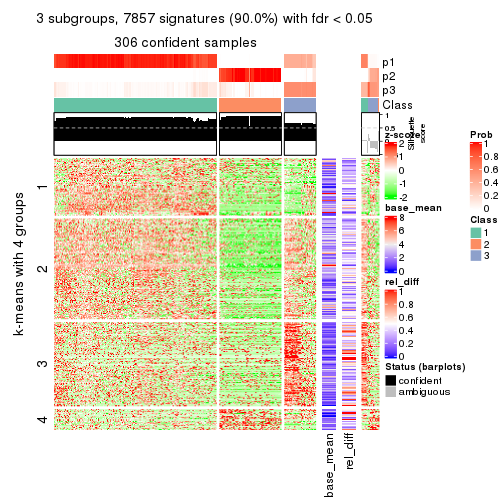 3 subgroups, 7857 signatures (90.0%) with fdr < 0.05
306 confident samples
p1
p2
p3
Class
1
0.5
0
Silhouette
score
k-means with 4 groups
1
2
3
4
base_mean
rel_diff
z-score
2
1
0
-1
-2
base_mean
8
6
4
2
0
rel_diff
1
0.8
0.6
0.4
0.2
0
Status (barplots)
confident
ambiguous
Prob
1
0.8
0.6
0.4
0.2
0
Class
1
2
3